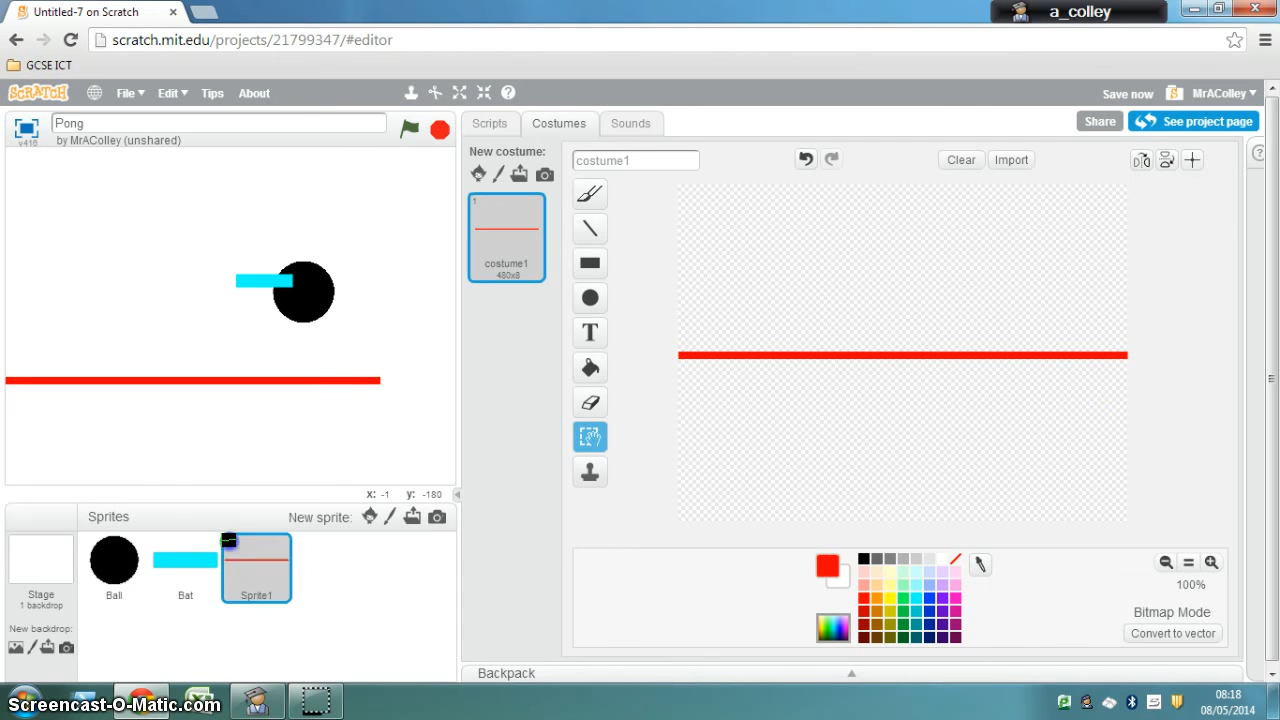 Untitled-7 on Scratch
a_colley
scratch.mit.edu/projects/21799347/#editor
GCSE ICT
SCRATCH
File
Edit
Tips
About
Save now
MrAColley
v416
Pong
by MrAColley (unshared)
Scripts
Costumes
Sounds
Share
See project page
New costume:
costume1
Clear
Import
1
costume1
480x8
T
x: -1 y: -180
Sprites
New sprite:
Stage
1 backdrop
New backdrop:
Ball
Bat
Sprite1
100%
Bitmap Mode
Convert to vector
Backpack
Screencast-O-Matic.com
08:18
08/05/2014